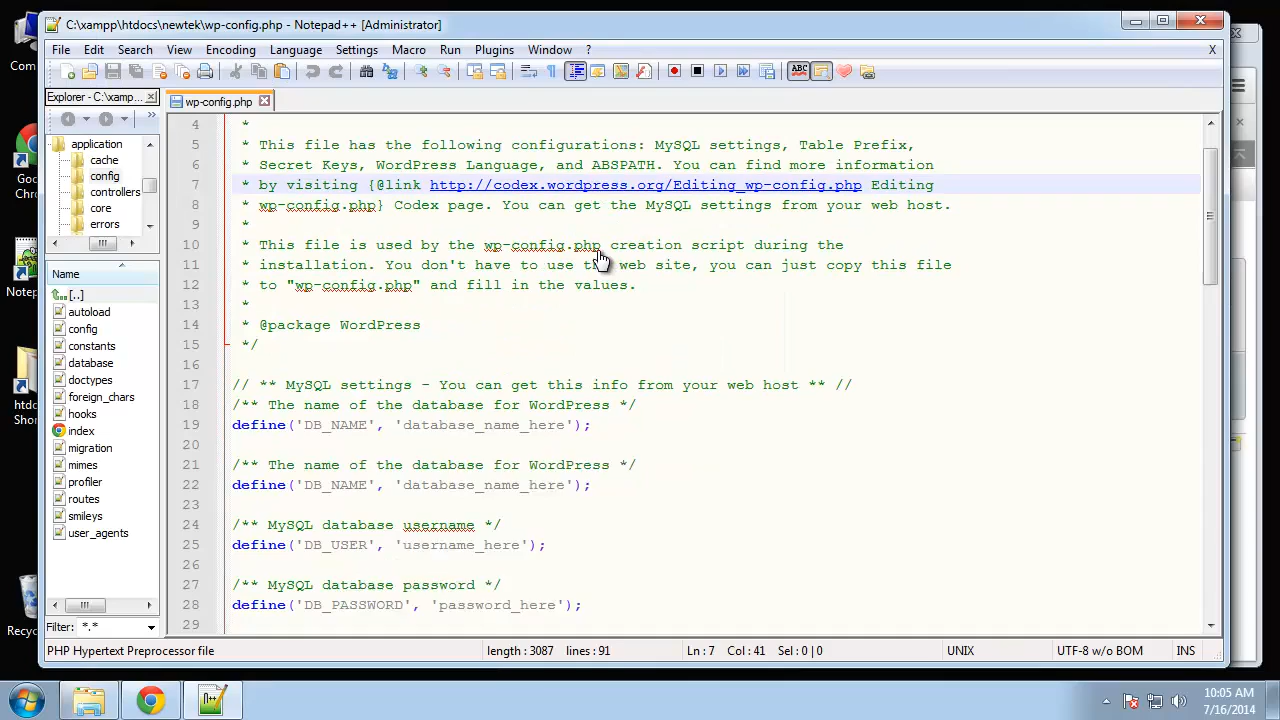 C:\xampp\htdocs\newtek\wp-config.php - Notepad++ [Administrator]
File Edit Search View Encoding Language Settings Macro Run Plugins Window ? X
Explorer - C:\xamp...
wp-config.php
application
cache
config
controllers
core
errors
Name
[..]
autoload
config
constants
database
doctypes
foreign_chars
hooks
index
migration
mimes
profiler
routes
smileys
user_agents
Filter: *.*
4 *
5 * This file has the following configurations: MySQL settings, Table Prefix,
6 * Secret Keys, WordPress Language, and ABSPATH. You can find more information
7 * by visiting {@link http://codex.wordpress.org/Editing_wp-config.php Editing
8 * wp-config.php} Codex page. You can get the MySQL settings from your web host.
9 *
10 * This file is used by the wp-config.php creation script during the
11 * installation. You don't have to use the web site, you can just copy this file
12 * to "wp-config.php" and fill in the values.
13 *
14 * @package WordPress
15 */
16
17 // ** MySQL settings - You can get this info from your web host ** //
18 /** The name of the database for WordPress */
19 define('DB_NAME', 'database_name_here');
20
21 /** The name of the database for WordPress */
22 define('DB_NAME', 'database_name_here');
23
24 /** MySQL database username */
25 define('DB_USER', 'username_here');
26
27 /** MySQL database password */
28 define('DB_PASSWORD', 'password_here');
29
PHP Hypertext Preprocessor file length : 3087 lines : 91 Ln : 7 Col : 41 Sel : 0 | 0 UNIX UTF-8 w/o BOM INS
Com
Goo
Chro
Notep
htdo
Shor
Recyc
10:05 AM
7/16/2014